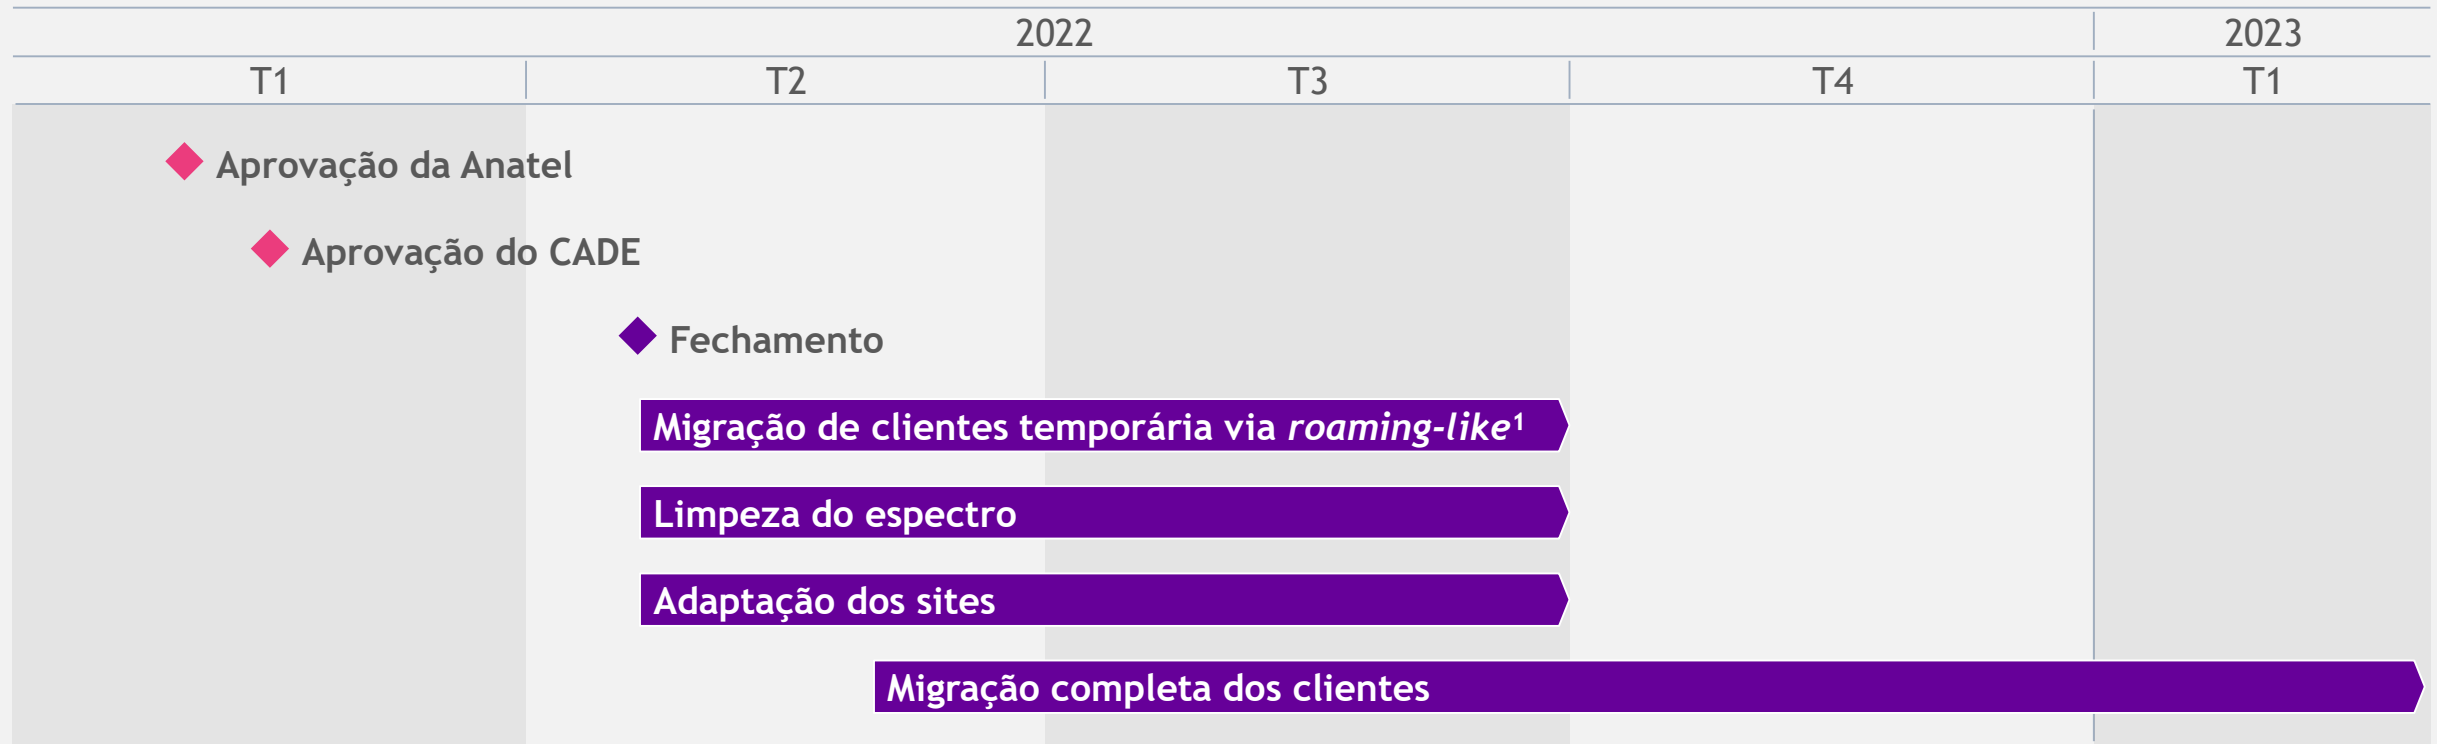 2022
2023
T1
T2
T3
T4
T1
Aprovação da Anatel
Aprovação do CADE
Fechamento
Migração de clientes temporária via roaming-like¹
Limpeza do espectro
Adaptação dos sites
Migração completa dos clientes